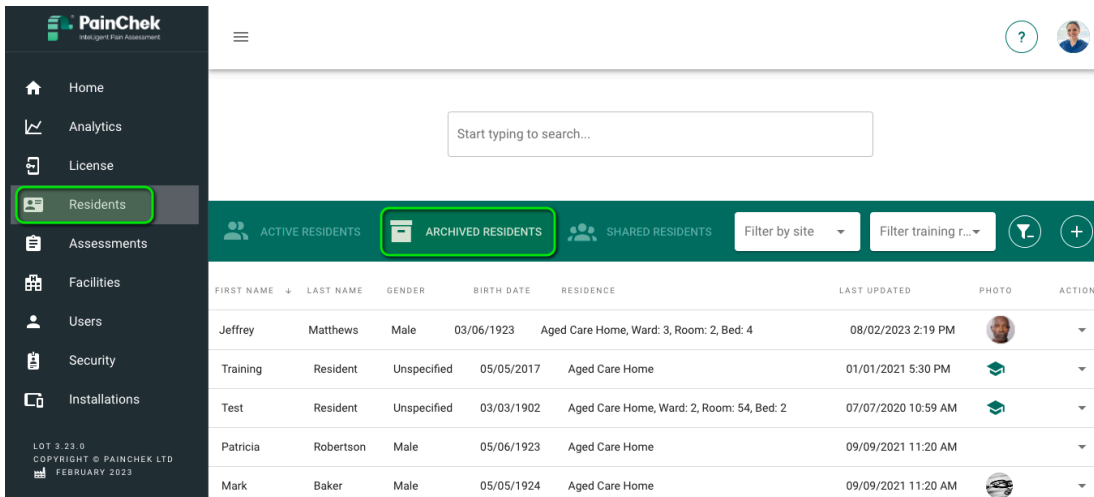 PainChek
Intelligent Pain Assessment
?
Home
Analytics
License
Residents
Assessments
Facilities
Users
Security
Installations
LOT 3.23.0
COPYRIGHT © PAINCHEK LTD
FEBRUARY 2023
Start typing to search...
ACTIVE RESIDENTS ARCHIVED RESIDENTS SHARED RESIDENTS Filter by site Filter training r...
FIRST NAME ↓ LAST NAME GENDER BIRTH DATE RESIDENCE LAST UPDATED PHOTO ACTION
Jeffrey Matthews Male 03/06/1923 Aged Care Home, Ward: 3, Room: 2, Bed: 4 08/02/2023 2:19 PM
Training Resident Unspecified 05/05/2017 Aged Care Home 01/01/2021 5:30 PM
Test Resident Unspecified 03/03/1902 Aged Care Home, Ward: 2, Room: 54, Bed: 2 07/07/2020 10:59 AM
Patricia Robertson Male 05/06/1923 Aged Care Home 09/09/2021 11:20 AM
Mark Baker Male 05/05/1924 Aged Care Home 09/09/2021 11:20 AM